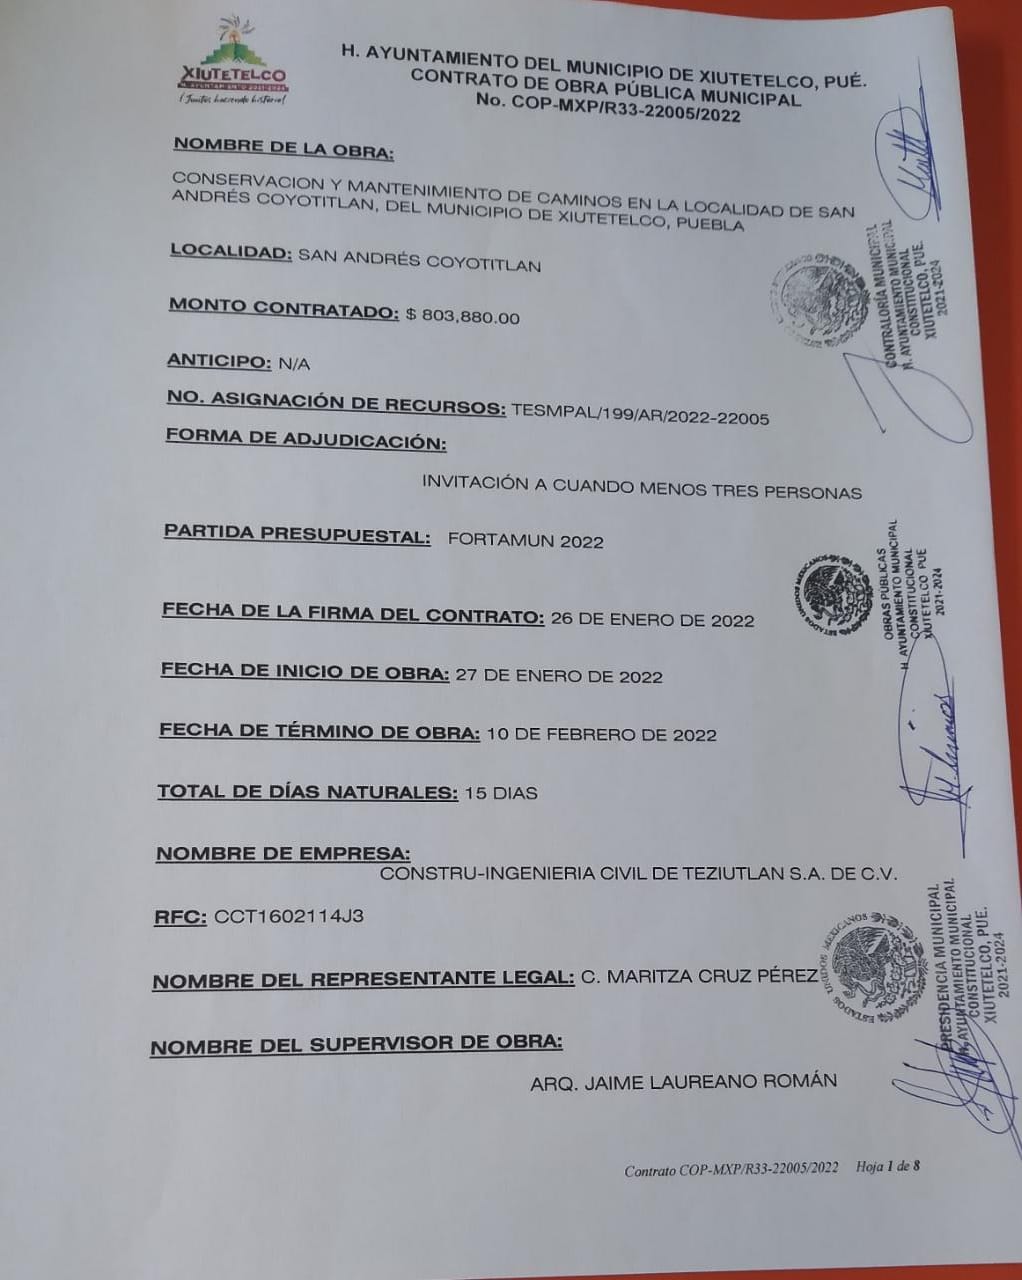 XIUTETELCO
H. AYUNTAMIENTO 2021-2024
¡Juntos haciendo historia!
H. AYUNTAMIENTO DEL MUNICIPIO DE XIUTETELCO, PUÉ.
CONTRATO DE OBRA PÚBLICA MUNICIPAL
No. COP-MXP/R33-22005/2022
NOMBRE DE LA OBRA:
CONSERVACION Y MANTENIMIENTO DE CAMINOS EN LA LOCALIDAD DE SAN
ANDRÉS COYOTITLAN, DEL MUNICIPIO DE XIUTETELCO, PUEBLA
LOCALIDAD: SAN ANDRÉS COYOTITLAN
MONTO CONTRATADO: $ 803,880.00
ANTICIPO: N/A
NO. ASIGNACIÓN DE RECURSOS: TESMPAL/199/AR/2022-22005
FORMA DE ADJUDICACIÓN:
INVITACIÓN A CUANDO MENOS TRES PERSONAS
PARTIDA PRESUPUESTAL: FORTAMUN 2022
FECHA DE LA FIRMA DEL CONTRATO: 26 DE ENERO DE 2022
FECHA DE INICIO DE OBRA: 27 DE ENERO DE 2022
FECHA DE TÉRMINO DE OBRA: 10 DE FEBRERO DE 2022
TOTAL DE DÍAS NATURALES: 15 DIAS
NOMBRE DE EMPRESA:
CONSTRU-INGENIERIA CIVIL DE TEZIUTLAN S.A. DE C.V.
RFC: CCT1602114J3
NOMBRE DEL REPRESENTANTE LEGAL: C. MARITZA CRUZ PÉREZ
NOMBRE DEL SUPERVISOR DE OBRA:
ARQ. JAIME LAUREANO ROMÁN
Contrato COP-MXP/R33-22005/2022 Hoja 1 de 8
CONTRALORÍA MUNICIPAL
H. AYUNTAMIENTO MUNICIPAL
CONSTITUCIONAL
XIUTETELCO, PUE.
2021-2024
ESTADOS UNIDOS MEXICANOS
OBRAS PÚBLICAS
H. AYUNTAMIENTO MUNICIPAL
CONSTITUCIONAL
XIUTETELCO PUE
2021-2024
ESTADOS UNIDOS MEXICANOS
PRESIDENCIA MUNICIPAL
H. AYUNTAMIENTO MUNICIPAL
CONSTITUCIONAL
XIUTETELCO, PUE.
2021-2024